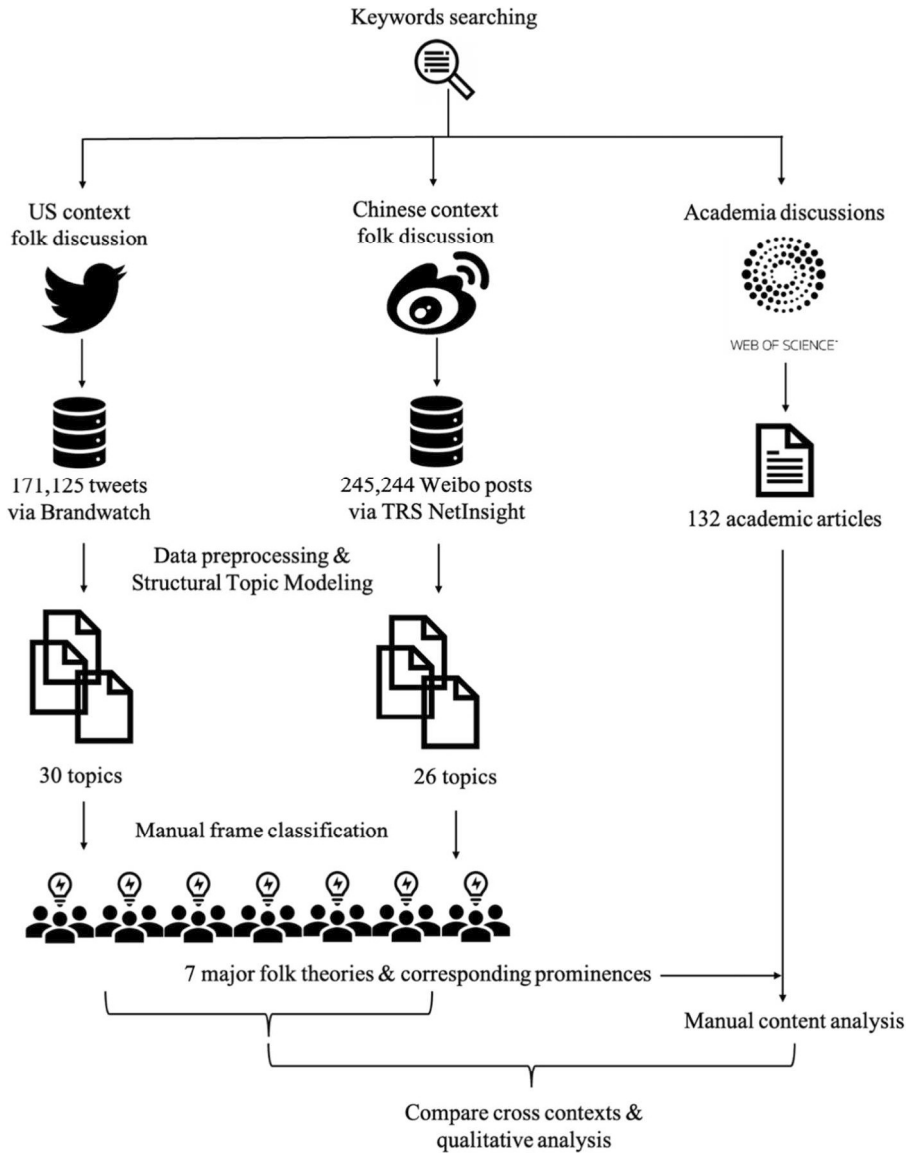 Keywords searching
US context
folk discussion
Chinese context
folk discussion
Academia discussions
WEB OF SCIENCE™
171,125 tweets
via Brandwatch
245,244 Weibo posts
via TRS NetInsight
132 academic articles
Data preprocessing &
Structural Topic Modeling
30 topics
26 topics
Manual frame classification
7 major folk theories & corresponding prominences
Manual content analysis
Compare cross contexts &
qualitative analysis